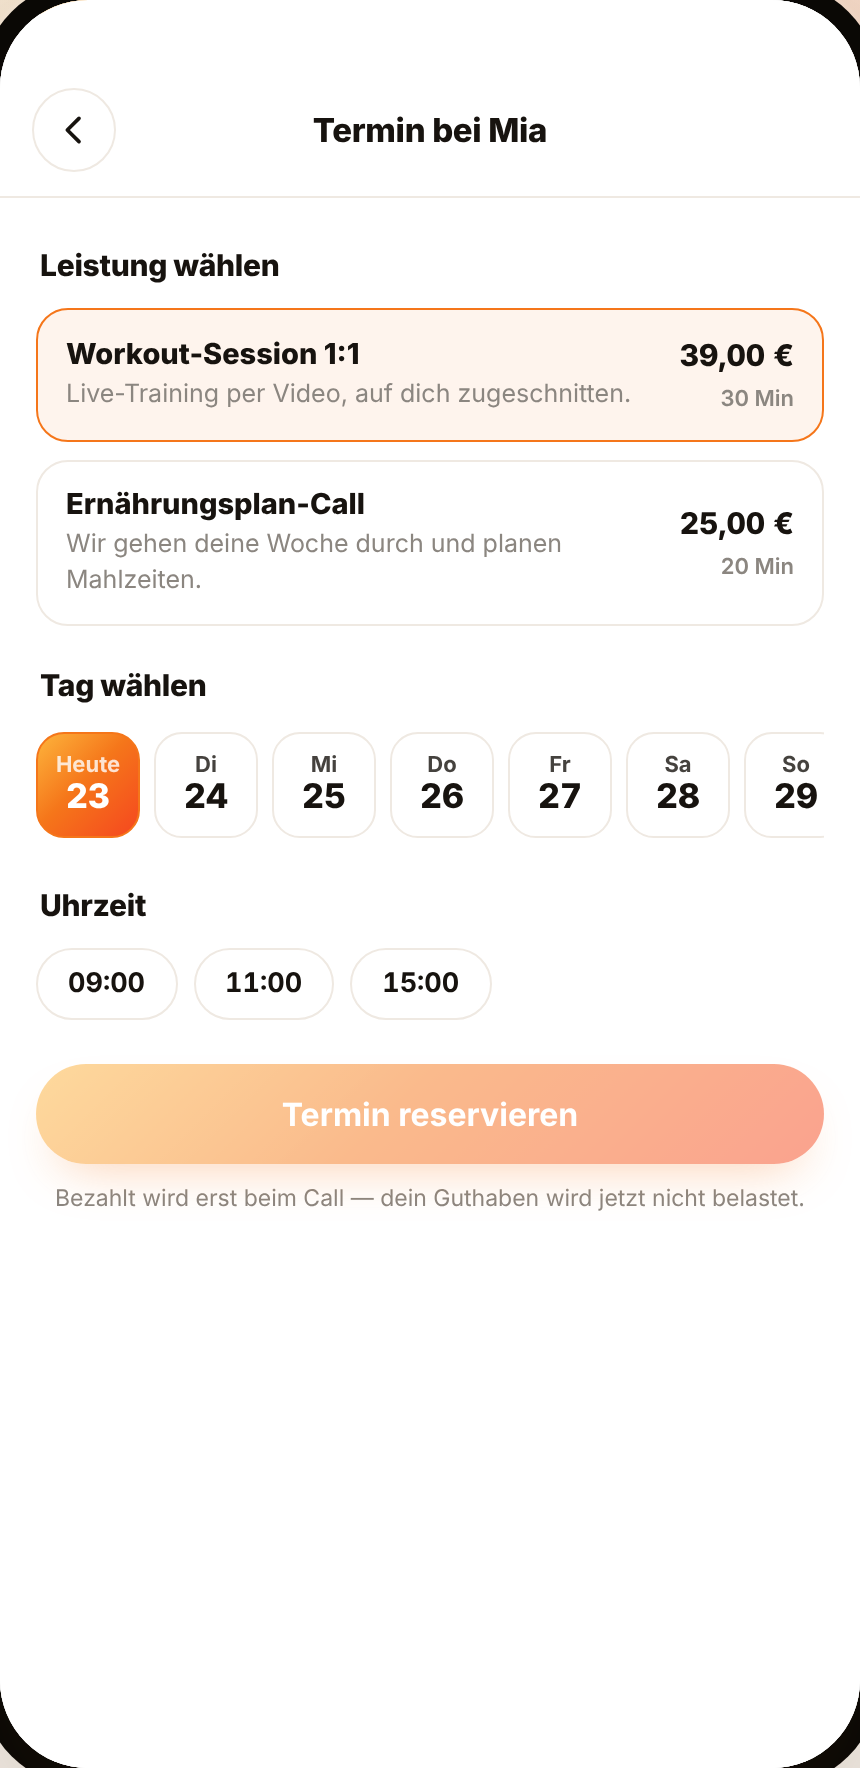 Termin bei Mia
Leistung wählen
Workout-Session 1:1
39,00 €
Live-Training per Video, auf dich zugeschnitten.
30 Min
Ernährungsplan-Call
25,00 €
Wir gehen deine Woche durch und planen
Mahlzeiten.
20 Min
Tag wählen
Heute Di Mi Do Fr Sa So
23 24 25 26 27 28 29
Uhrzeit
09:00 11:00 15:00
Termin reservieren
Bezahlt wird erst beim Call — dein Guthaben wird jetzt nicht belastet.